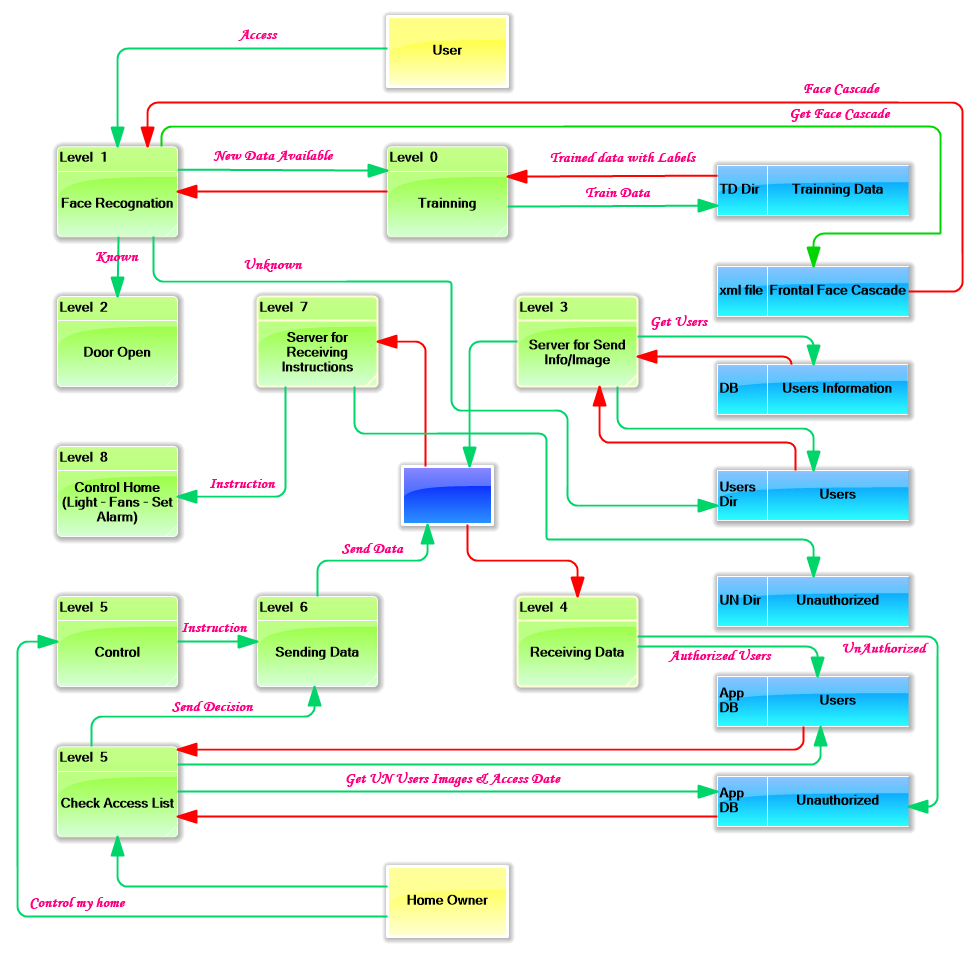 Access
User
Face Cascade
Get Face Cascade
Level 1
Face Recognation
New Data Available
Level 0
Trainning
Trained data with Labels
Train Data
TD Dir
Trainning Data
Known
Unknown
xml file
Frontal Face Cascade
Level 2
Door Open
Level 7
Server for
Receiving
Instructions
Level 3
Server for Send
Info/Image
Get Users
DB
Users Information
Level 8
Control Home
(Light - Fans - Set
Alarm)
Instruction
Users
Dir
Users
Send Data
UN Dir
Unauthorized
Level 5
Control
Instruction
Level 6
Sending Data
Level 4
Receiving Data
Authorized Users
UnAuthorized
App
DB
Users
Send Decision
Level 5
Check Access List
Get UN Users Images & Access Date
App
DB
Unauthorized
Control my home
Home Owner